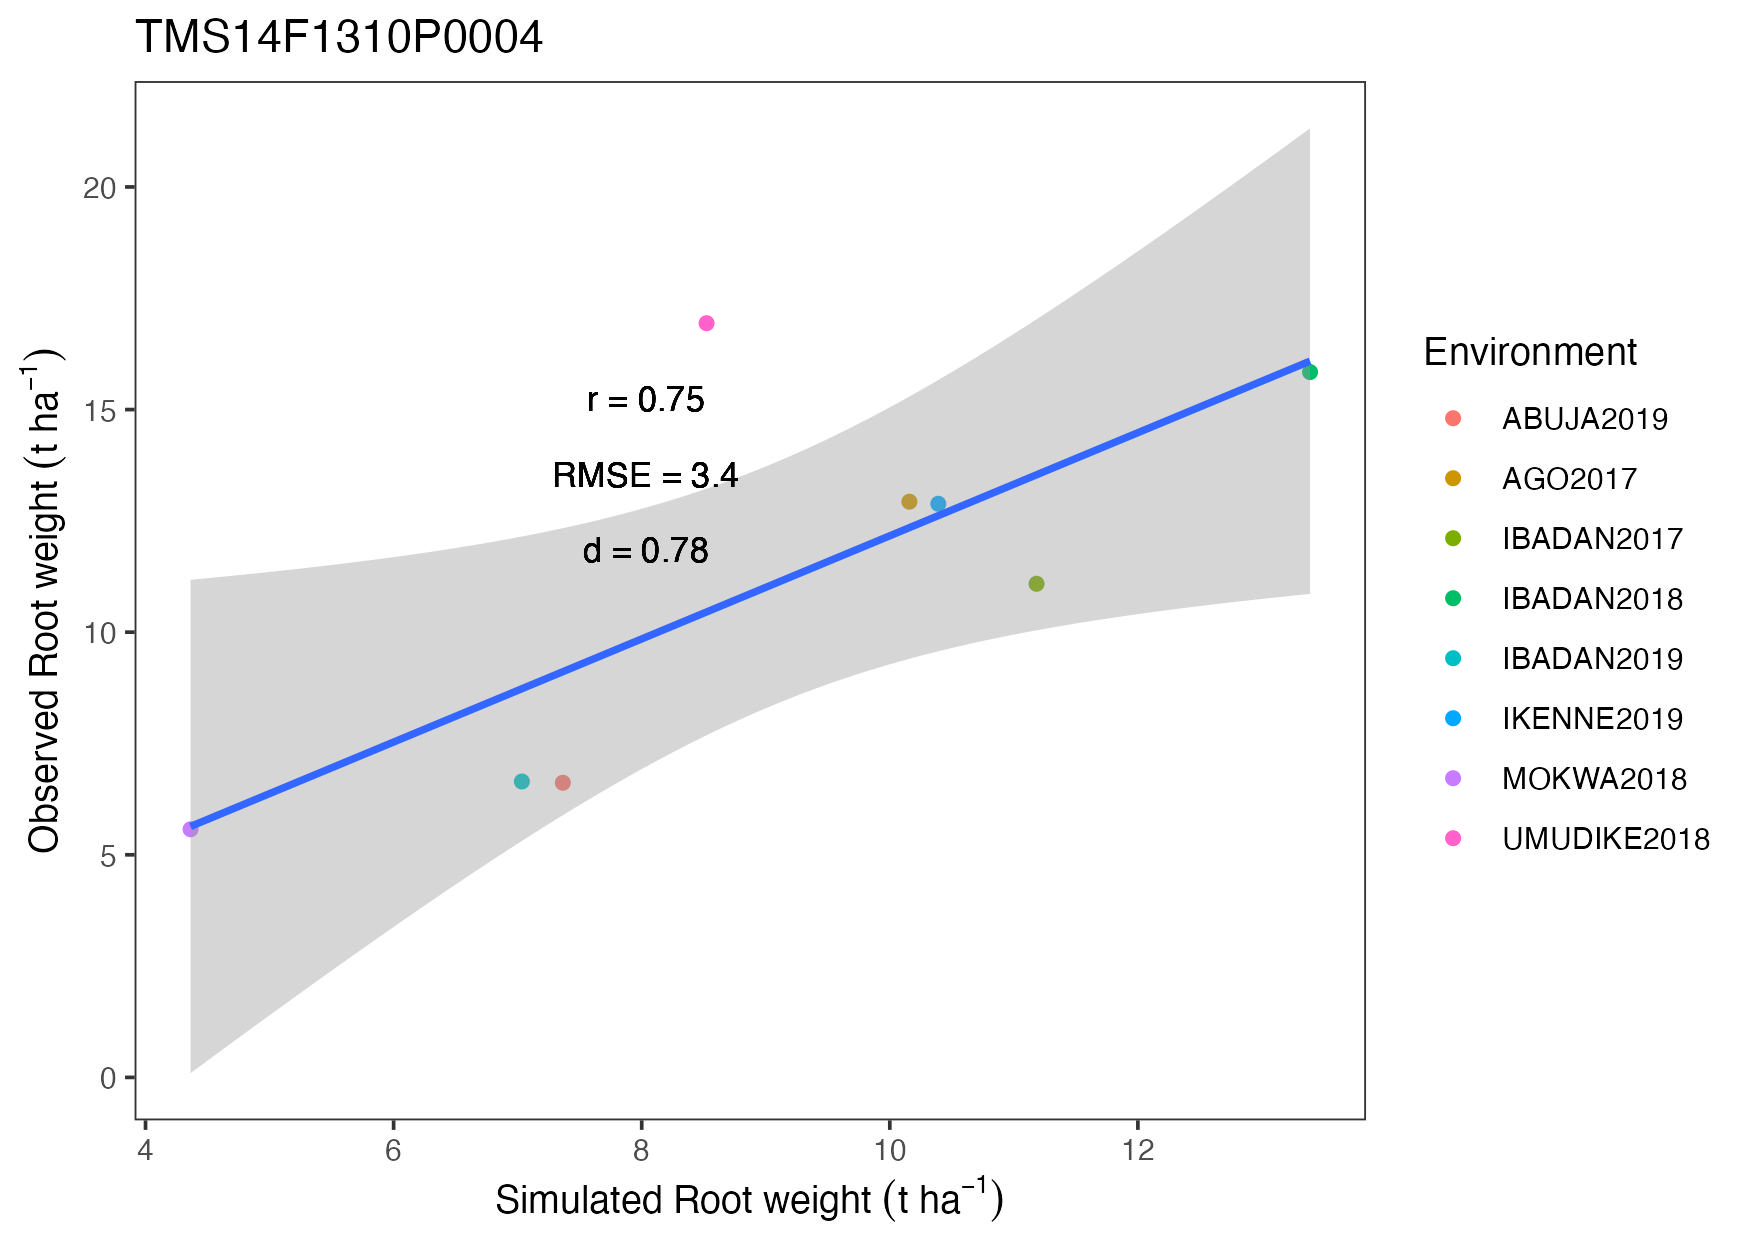 TMS14F1310P0004
Observed Root weight (t ha⁻¹)
20
15
10
5
0
r = 0.75
RMSE = 3.4
d = 0.78
4 6 8 10 12
Simulated Root weight (t ha⁻¹)
Environment
ABUJA2019
AGO2017
IBADAN2017
IBADAN2018
IBADAN2019
IKENNE2019
MOKWA2018
UMUDIKE2018